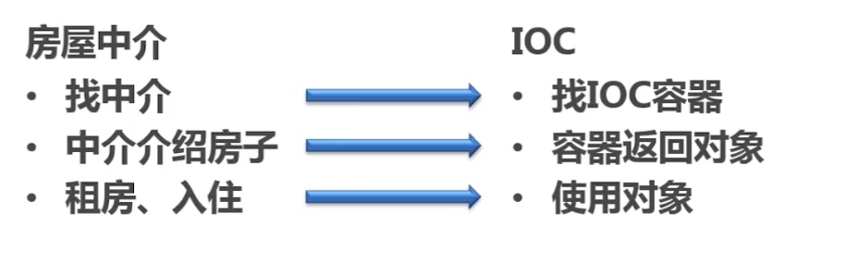 房屋中介
• 找中介
• 中介介绍房子
• 租房、入住
IOC
• 找IOC容器
• 容器返回对象
• 使用对象